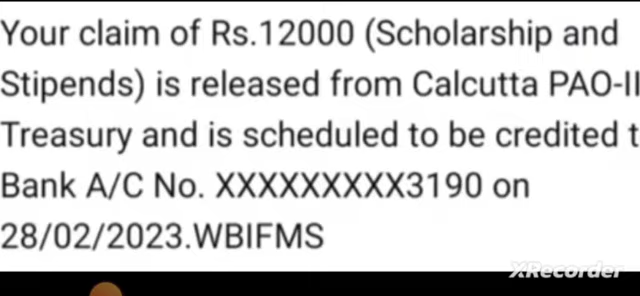 Your claim of Rs.12000 (Scholarship and
Stipends) is released from Calcutta PAO-II
Treasury and is scheduled to be credited t
Bank A/C No. XXXXXXXXX3190 on
28/02/2023.WBIFMS
XRecorder